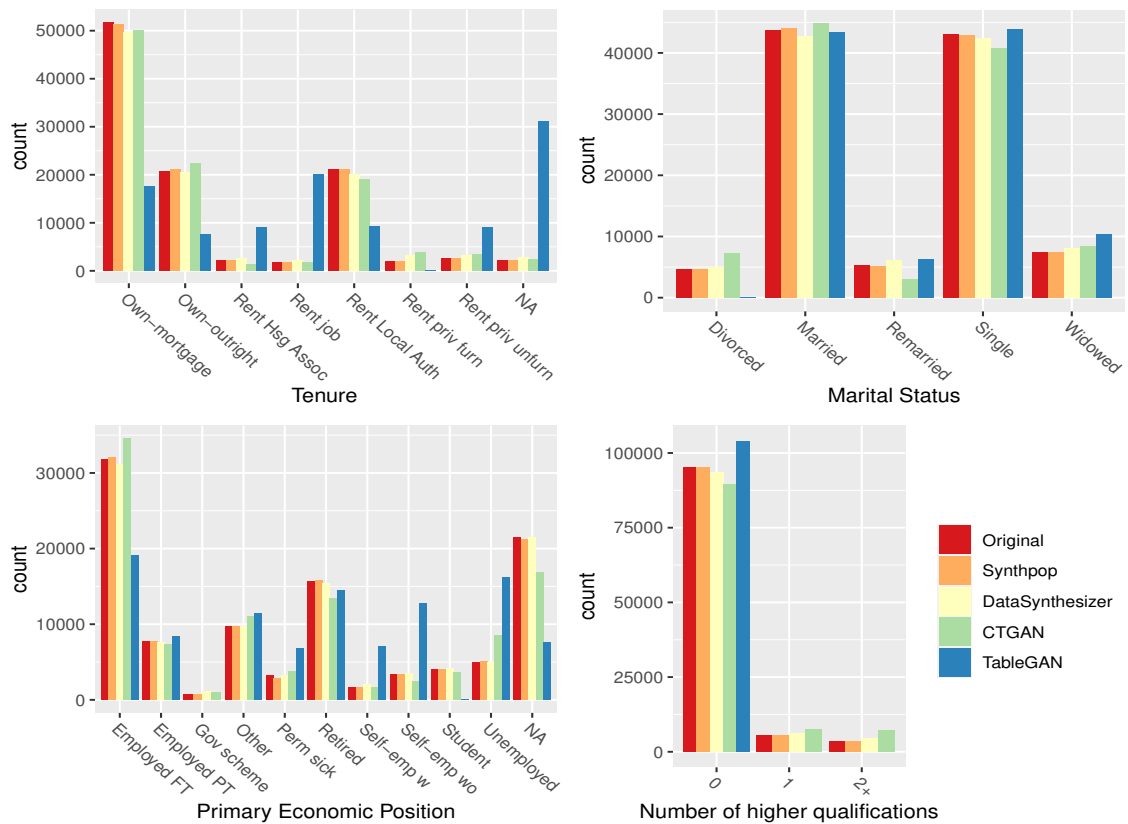 50000
40000
30000
20000
10000
0
count
Own−mortgage
Own−outright
Rent Hsg Assoc
Rent job
Rent Local Auth
Rent priv furn
Rent priv unfurn
NA
Tenure
40000
30000
20000
10000
0
count
Divorced
Married
Remarried
Single
Widowed
Marital Status
30000
20000
10000
0
count
Employed FT
Employed PT
Gov scheme
Other
Perm sick
Retired
Self−emp w
Self−emp wo
Student
Unemployed
NA
Primary Economic Position
100000
75000
50000
25000
0
count
0
1
2+
Number of higher qualifications
Original
Synthpop
DataSynthesizer
CTGAN
TableGAN